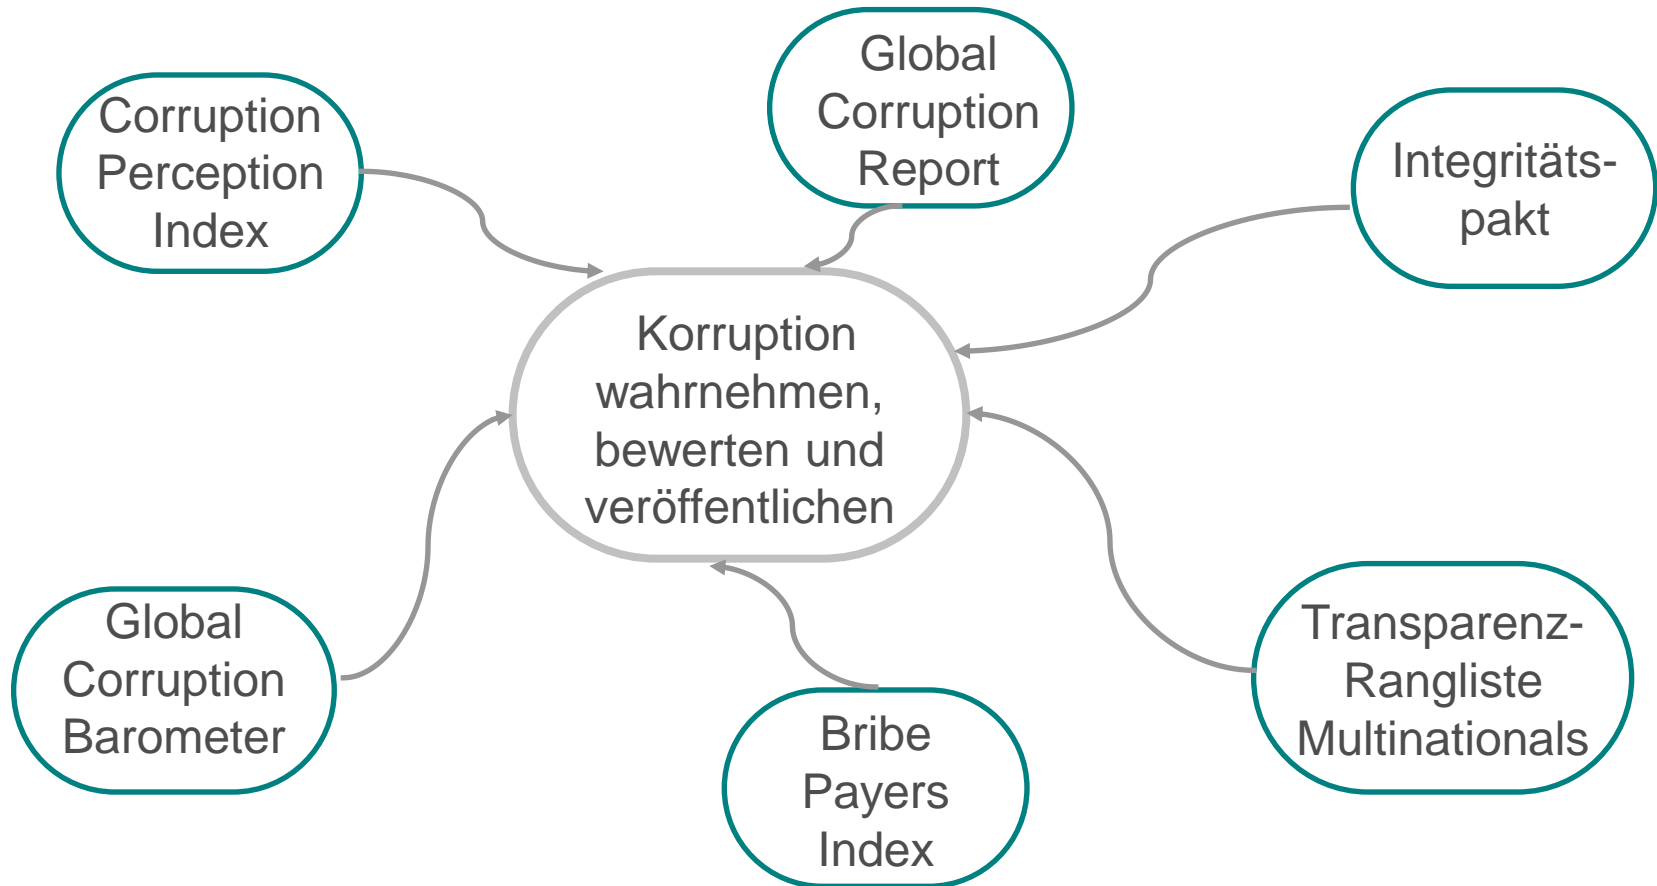 Corruption
Perception
Index
Global
Corruption
Report
Integritäts-
pakt
Korruption
wahrnehmen,
bewerten und
veröffentlichen
Global
Corruption
Barometer
Bribe
Payers
Index
Transparenz-
Rangliste
Multinationals